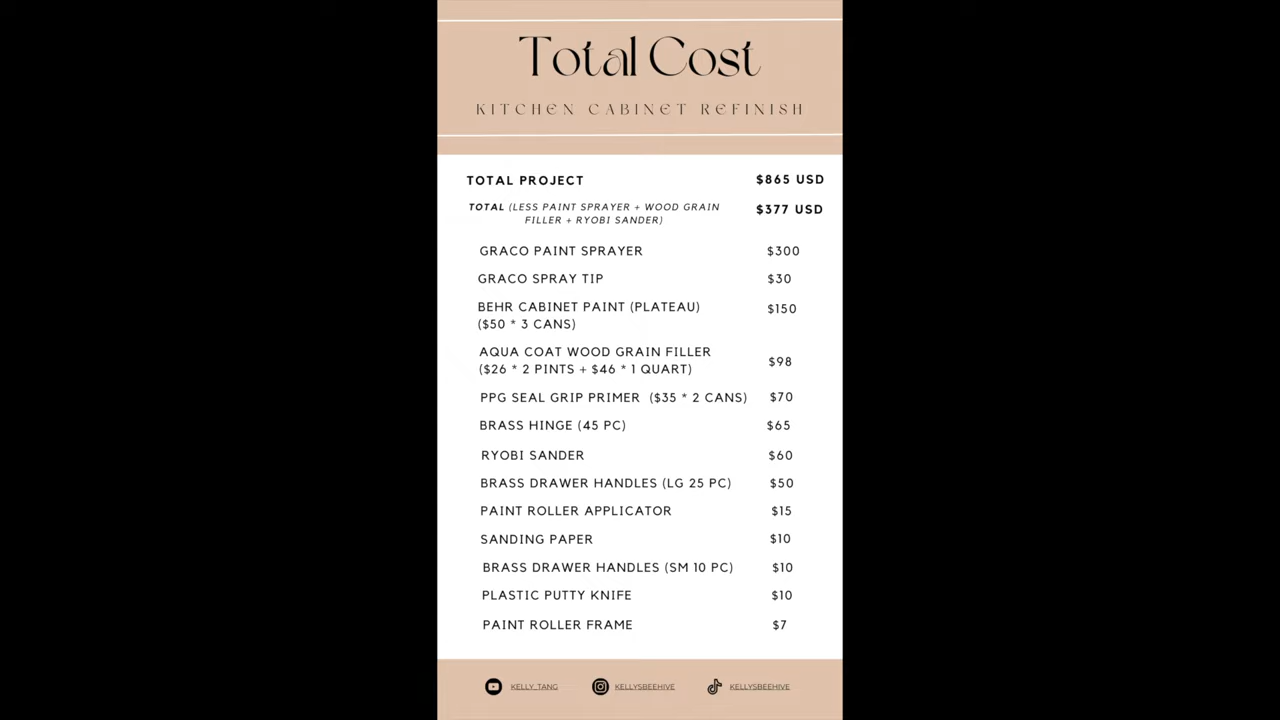 Total Cost
KITCHEN CABINET REFINISH
TOTAL PROJECT $865 USD
TOTAL (LESS PAINT SPRAYER + WOOD GRAIN
FILLER + RYOBI SANDER) $377 USD
GRACO PAINT SPRAYER $300
GRACO SPRAY TIP $30
BEHR CABINET PAINT (PLATEAU)
($50 * 3 CANS) $150
AQUA COAT WOOD GRAIN FILLER
($26 * 2 PINTS + $46 * 1 QUART) $98
PPG SEAL GRIP PRIMER ($35 * 2 CANS) $70
BRASS HINGE (45 PC) $65
RYOBI SANDER $60
BRASS DRAWER HANDLES (LG 25 PC) $50
PAINT ROLLER APPLICATOR $15
SANDING PAPER $10
BRASS DRAWER HANDLES (SM 10 PC) $10
PLASTIC PUTTY KNIFE $10
PAINT ROLLER FRAME $7
KELLY_TANG KELLYSBEEHIVE KELLYSBEEHIVE